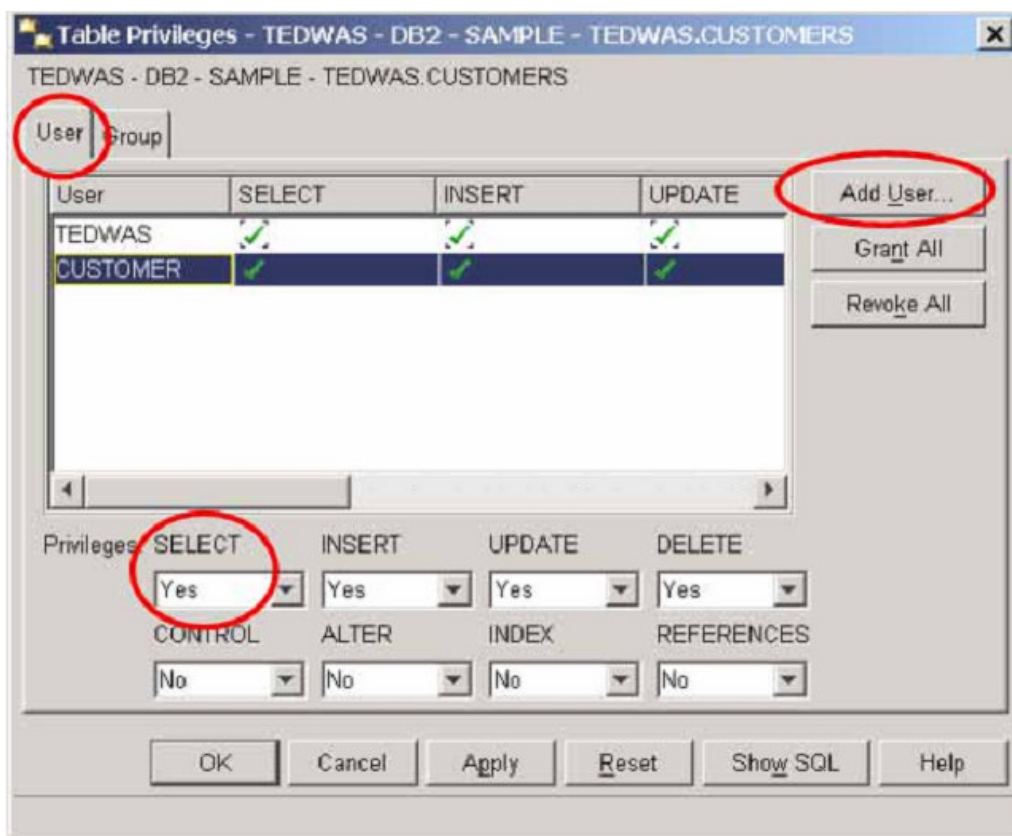 Table Privileges - TEDWAS - DB2 - SAMPLE - TEDWAS.CUSTOMERS
TEDWAS - DB2 - SAMPLE - TEDWAS.CUSTOMERS
User Group
User SELECT INSERT UPDATE Add User...
TEDWAS
Grant All
CUSTOMER
Revoke All
Privileges SELECT INSERT UPDATE DELETE
Yes Yes Yes Yes
CONTROL ALTER INDEX REFERENCES
No No No No
OK Cancel Apply Reset Show SQL Help